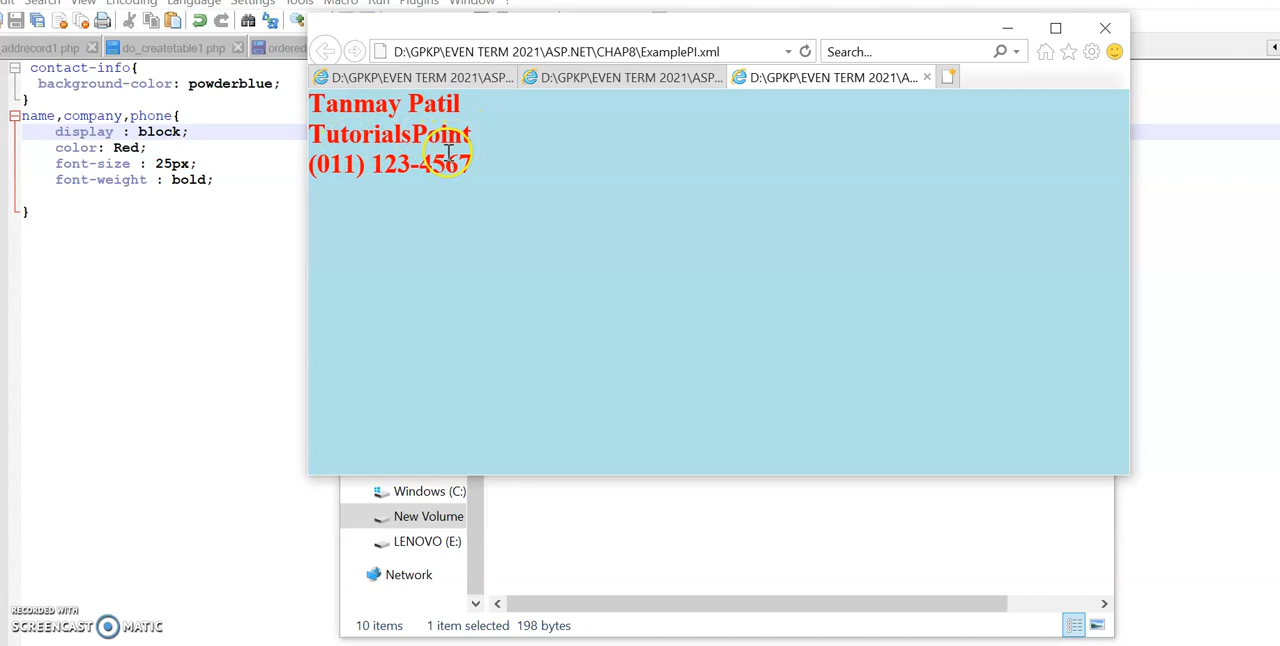 dit Search View Encoding Language Settings Tools Macro Run Plugins Window ?
addrecord1.php do_createtable1.php ordered
contact-info{
background-color: powderblue;
}
name,company,phone{
display : block;
color: Red;
font-size : 25px;
font-weight : bold;
}
D:\GPKP\EVEN TERM 2021\ASP.NET\CHAP8\ExamplePI.xml Search...
D:\GPKP\EVEN TERM 2021\ASP... D:\GPKP\EVEN TERM 2021\ASP... D:\GPKP\EVEN TERM 2021\A...
Tanmay Patil
TutorialsPoint
(011) 123-4567
Windows (C:)
New Volume
LENOVO (E:)
Network
10 items 1 item selected 198 bytes
RECORDED WITH
SCREENCAST MATIC